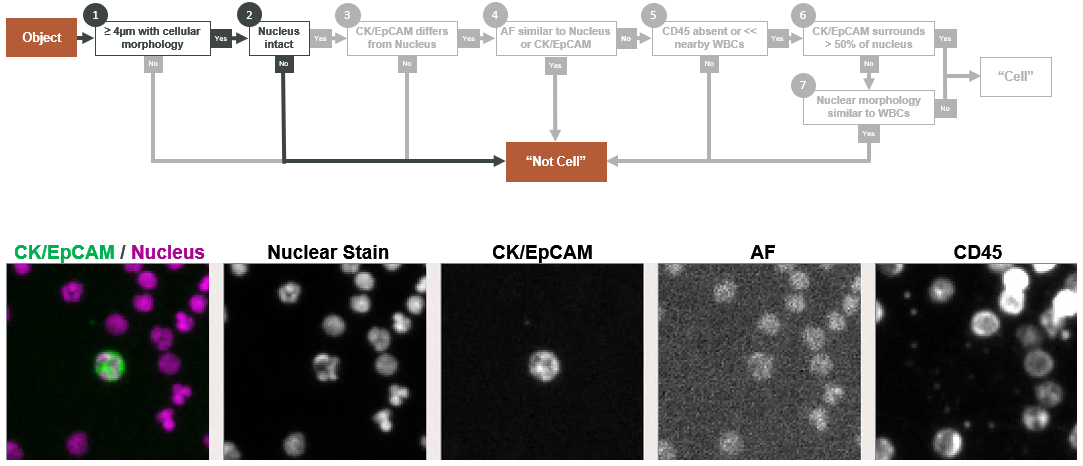 1
2
3
4
5
6
Object
≥ 4µm with cellular
morphology
Yes
Nucleus
intact
Yes
CK/EpCAM differs
from Nucleus
Yes
AF similar to Nucleus
or CK/EpCAM
No
CD45 absent or <<
nearby WBCs
Yes
CK/EpCAM surrounds
> 50% of nucleus
Yes
No
No
No
Yes
No
No
"Cell"
7
Nuclear morphology
similar to WBCs
No
Yes
"Not Cell"
CK/EpCAM / Nucleus
Nuclear Stain
CK/EpCAM
AF
CD45